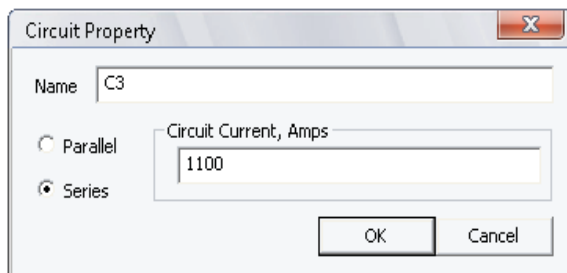 Circuit Property
Name C3
Parallel
Series
Circuit Current, Amps
1100
OK Cancel